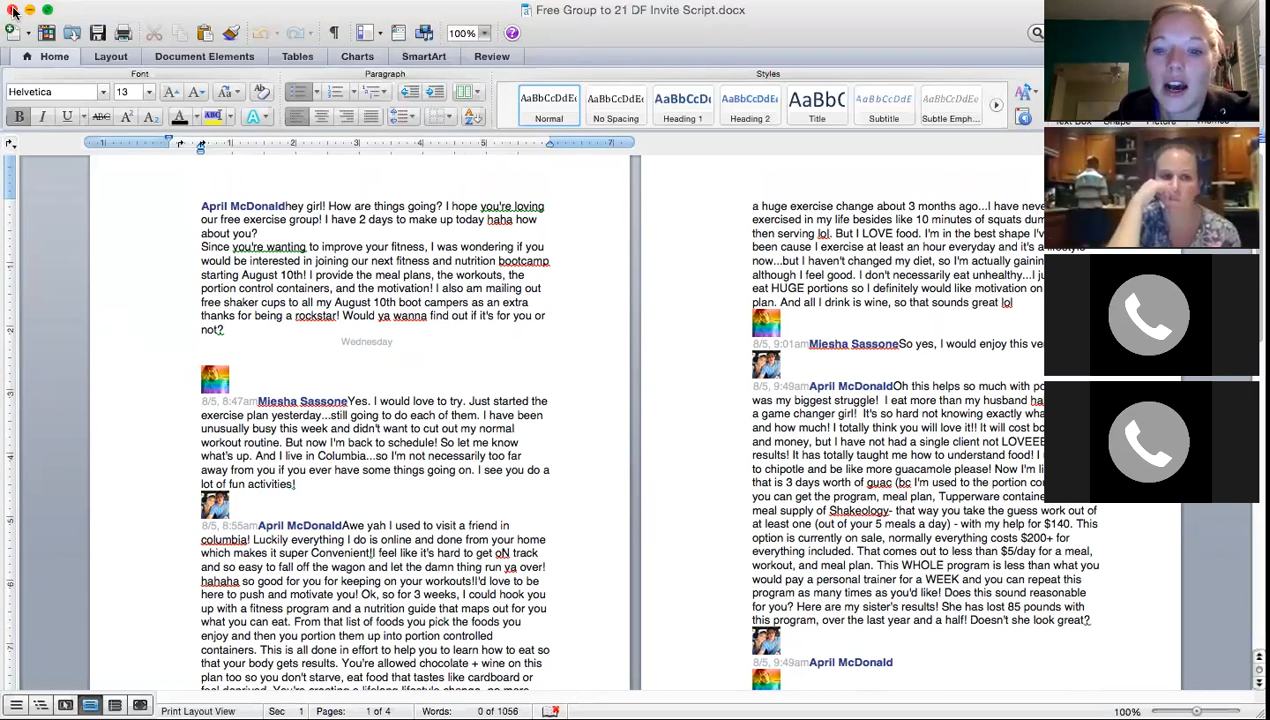 Free Group to 21 DF Invite Script.docx
100%
Home
Layout
Document Elements
Tables
Charts
SmartArt
Review
Font
Paragraph
Styles
Helvetica
13
AaBbCcDdEe
Normal
AaBbCcDdEe
No Spacing
AaBbCcDc
Heading 1
AaBbCcDdEe
Heading 2
AaBbC
Title
AaBbCcDdEe
Subtitle
AaBbCcDdEe
Subtle Emph...
April McDonaldhey girl! How are things going? I hope you're loving
our free exercise group! I have 2 days to make up today haha how
about you?
Since you're wanting to improve your fitness, I was wondering if you
would be interested in joining our next fitness and nutrition bootcamp
starting August 10th! I provide the meal plans, the workouts, the
portion control containers, and the motivation! I also am mailing out
free shaker cups to all my August 10th boot campers as an extra
thanks for being a rockstar! Would ya wanna find out if it's for you or
not?
Wednesday
8/5, 8:47amMiesha SassoneYes. I would love to try. Just started the
exercise plan yesterday...still going to do each of them. I have been
unusually busy this week and didn't want to cut out my normal
workout routine. But now I'm back to schedule! So let me know
what's up. And I live in Columbia...so I'm not necessarily too far
away from you if you ever have some things going on. I see you do a
lot of fun activities!
8/5, 8:55amApril McDonaldAwe yah I used to visit a friend in
columbia! Luckily everything I do is online and done from your home
which makes it super Convenient!I feel like it's hard to get oN track
and so easy to fall off the wagon and let the damn thing run ya over!
hahaha so good for you for keeping on your workouts!I'd love to be
here to push and motivate you! Ok, so for 3 weeks, I could hook you
up with a fitness program and a nutrition guide that maps out for you
what you can eat. From that list of foods you pick the foods you
enjoy and then you portion them up into portion controlled
containers. This is all done in effort to help you to learn how to eat so
that your body gets results. You're allowed chocolate + wine on this
plan too so you don't starve, eat food that tastes like cardboard or
a huge exercise change about 3 months ago...I have neve
exercised in my life besides like 10 minutes of squats du
then serving lol. But I LOVE food. I'm in the best shape I'v
been cause I exercise at least an hour everyday and it's a
now...but I haven't changed my diet, so I'm actually gainin
although I feel good. I don't necessarily eat unhealthy...I ju
eat HUGE portions so I definitely would like motivation on
plan. And all I drink is wine, so that sounds great lol
8/5, 9:01amMiesha SassoneSo yes, I would enjoy this ve
8/5, 9:49amApril McDonaldOh this helps so much with po
was my biggest struggle! I eat more than my husband ha
a game changer girl! It's so hard not knowing exactly wha
and how much! I totally think you will love it!! It will cost bo
and money, but I have not had a single client not LOVEEE
results! It has totally taught me how to understand food! I
to chipotle and be like more guacamole please! Now I'm li
that is 3 days worth of guac (bc I'm used to the portion con
you can get the program, meal plan, Tupperware containe
meal supply of Shakeology- that way you take the guess work out of
at least one (out of your 5 meals a day) - with my help for $140. This
option is currently on sale, normally everything costs $200+ for
everything included. That comes out to less than $5/day for a meal,
workout, and meal plan. This WHOLE program is less than what you
would pay a personal trainer for a WEEK and you can repeat this
program as many times as you'd like! Does this sound reasonable
for you? Here are my sister's results! She has lost 85 pounds with
this program, over the last year and a half! Doesn't she look great?
8/5, 9:49amApril McDonald
Print Layout View
Sec 1
Pages: 1 of 4
Words: 0 of 1056
100%